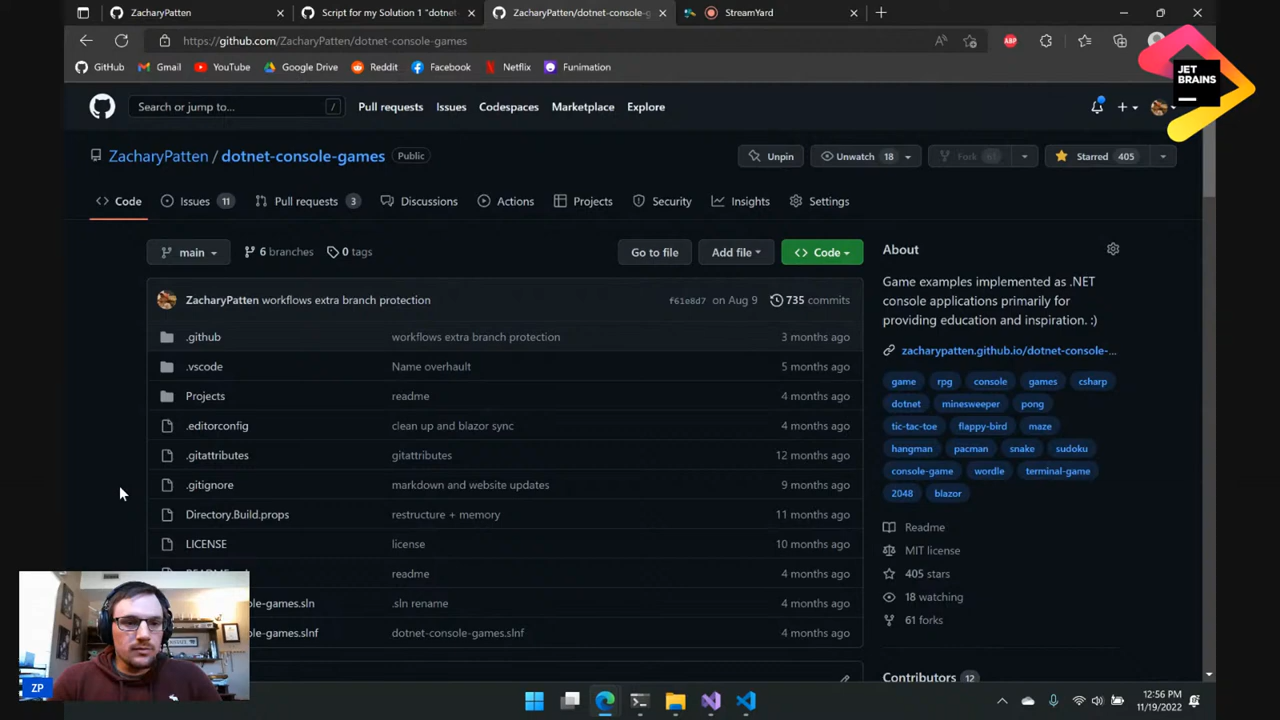 ZacharyPatten
Script for my Solution 1 "dotnet
ZacharyPatten/dotnet-console-g
StreamYard
https://github.com/ZacharyPatten/dotnet-console-games
ABP
GitHub
Gmail
YouTube
Google Drive
Reddit
Facebook
Netflix
Funimation
JET
BRAINS
Search or jump to...
/
Pull requests
Issues
Codespaces
Marketplace
Explore
ZacharyPatten / dotnet-console-games
Public
Unpin
Unwatch 18
Fork 61
Starred 405
Code
Issues 11
Pull requests 3
Discussions
Actions
Projects
Security
Insights
Settings
main
6 branches
0 tags
Go to file
Add file
Code
ZacharyPatten workflows extra branch protection
f61e8d7 on Aug 9
735 commits
.github workflows extra branch protection 3 months ago
.vscode Name overhault 5 months ago
Projects readme 4 months ago
.editorconfig clean up and blazor sync 4 months ago
.gitattributes gitattributes 12 months ago
.gitignore markdown and website updates 9 months ago
Directory.Build.props restructure + memory 11 months ago
LICENSE license 10 months ago
readme 4 months ago
le-games.sln .sln rename 4 months ago
le-games.slnf dotnet-console-games.slnf 4 months ago
About
Game examples implemented as .NET
console applications primarily for
providing education and inspiration. :)
zacharypatten.github.io/dotnet-console-...
game rpg console games csharp
dotnet minesweeper pong
tic-tac-toe flappy-bird maze
hangman pacman snake sudoku
console-game wordle terminal-game
2048 blazor
Readme
MIT license
405 stars
18 watching
61 forks
Contributors 12
ZP
12:56 PM
11/19/2022